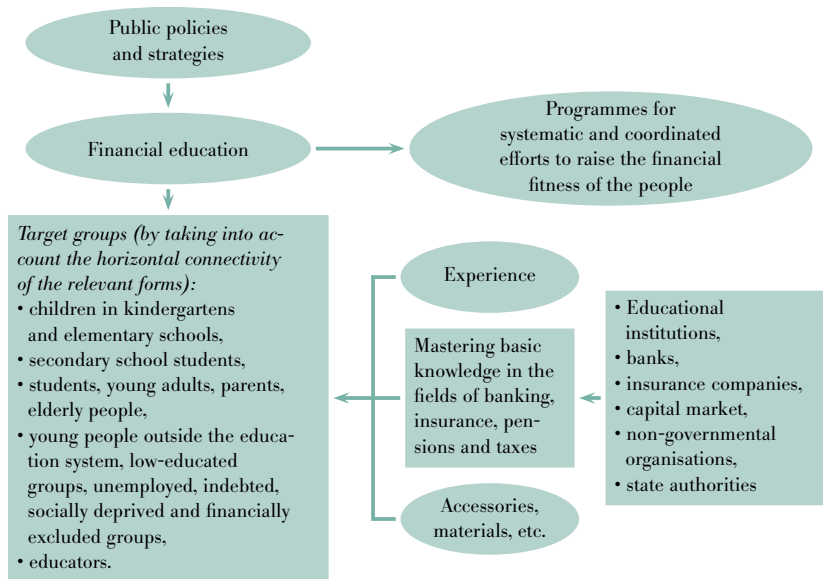 Public policies
and strategies
Financial education
Programmes for
systematic and coordinated
efforts to raise the financial
fitness of the people
Target groups (by taking into ac-
count the horizontal connectivity
of the relevant forms):
• children in kindergartens
and elementary schools,
• secondary school students,
• students, young adults, parents,
elderly people,
• young people outside the educa-
tion system, low-educated
groups, unemployed, indebted,
socially deprived and financially
excluded groups,
• educators.
Experience
Mastering basic
knowledge in the
fields of banking,
insurance, pen-
sions and taxes
Accessories,
materials, etc.
• Educational
institutions,
• banks,
• insurance companies,
• capital market,
• non-governmental
organisations,
• state authorities